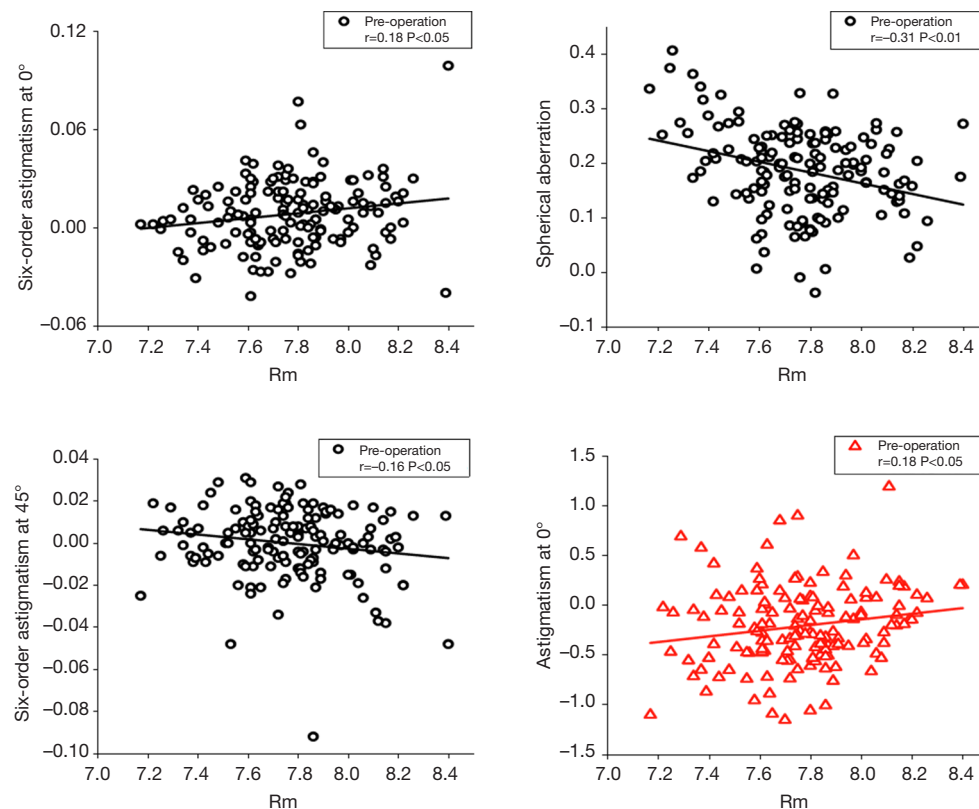 Pre-operation
r=0.18 P<0.05
0.12
0.06
0.00
−0.06
Six-order astigmatism at 0°
7.0 7.2 7.4 7.6 7.8 8.0 8.2 8.4
Rm
Pre-operation
r=−0.31 P<0.01
0.4
0.3
0.2
0.1
0.0
−0.1
Spherical aberration
7.0 7.2 7.4 7.6 7.8 8.0 8.2 8.4
Rm
Pre-operation
r=−0.16 P<0.05
0.04
0.02
0.00
−0.02
−0.04
−0.06
−0.08
−0.10
Six-order astigmatism at 45°
7.0 7.2 7.4 7.6 7.8 8.0 8.2 8.4
Rm
Pre-operation
r=0.18 P<0.05
1.5
1.0
0.5
0.0
−0.5
−1.0
−1.5
Astigmatism at 0°
7.0 7.2 7.4 7.6 7.8 8.0 8.2 8.4
Rm